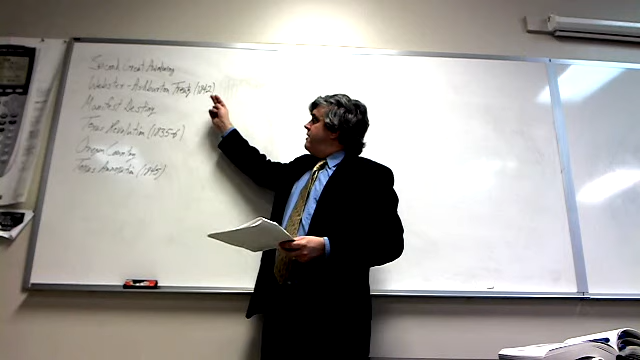 Second Great Awakening
Webster-Ashburton Treaty (1842)
Manifest Destiny
Texas Revolution (1835-6)
Oregon Country
Texas Annexation (1845)